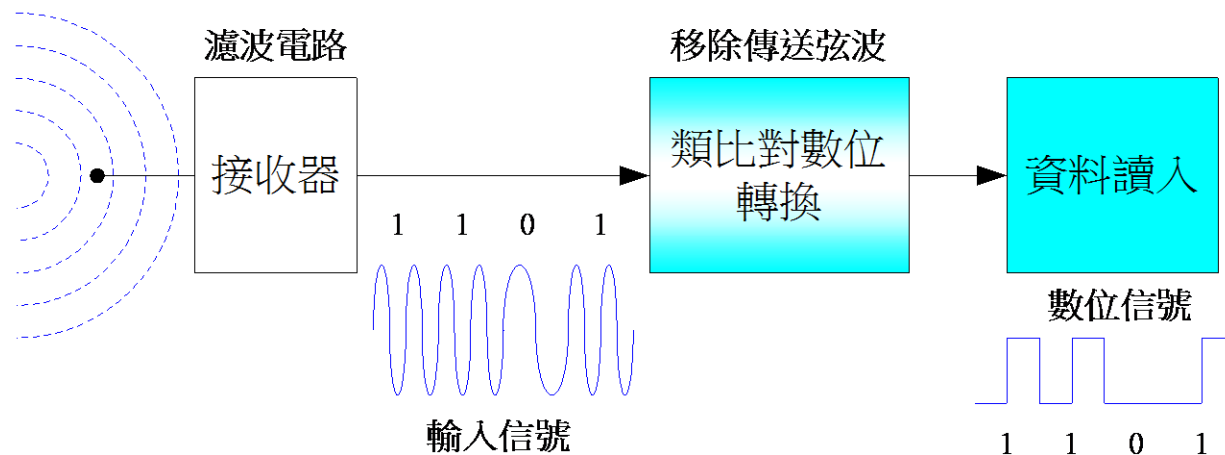 濾波電路
移除傳送弦波
接收器
類比對數位
轉換
資料讀入
1 1 0 1
輸入信號
數位信號
1 1 0 1